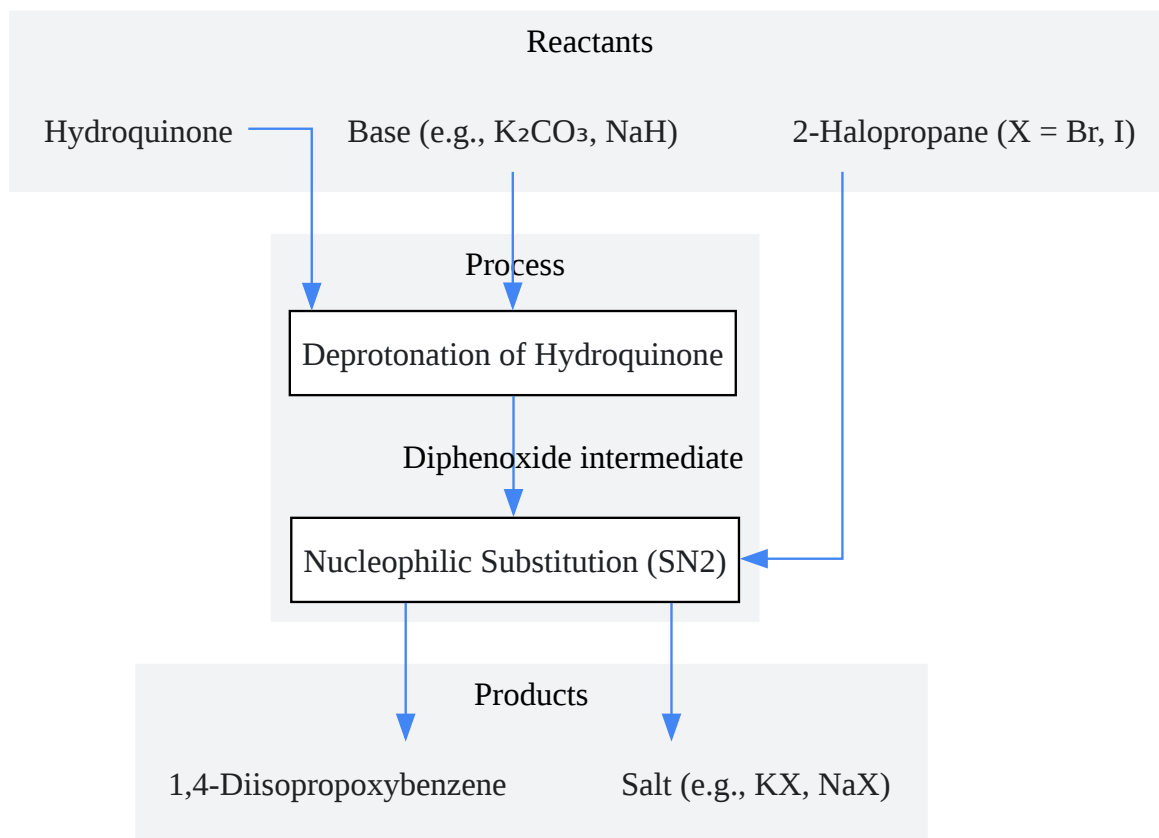 Reactants
Hydroquinone
Base (e.g., K₂CO₃, NaH)
2-Halopropane (X = Br, I)
Process
Deprotonation of Hydroquinone
Diphenoxide intermediate
Nucleophilic Substitution (SN2)
Products
1,4-Diisopropoxybenzene
Salt (e.g., KX, NaX)